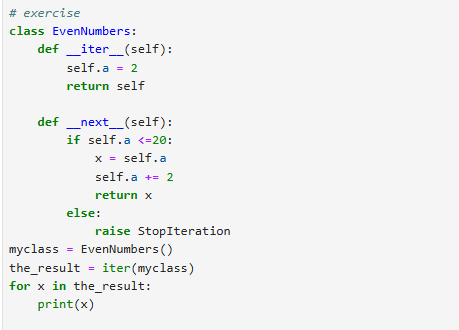 # exercise
class EvenNumbers:
    def __iter__(self):
        self.a = 2
        return self

    def __next__(self):
        if self.a <=20:
            x = self.a
            self.a += 2
            return x
        else:
            raise StopIteration
myclass = EvenNumbers()
the_result = iter(myclass)
for x in the_result:
    print(x)